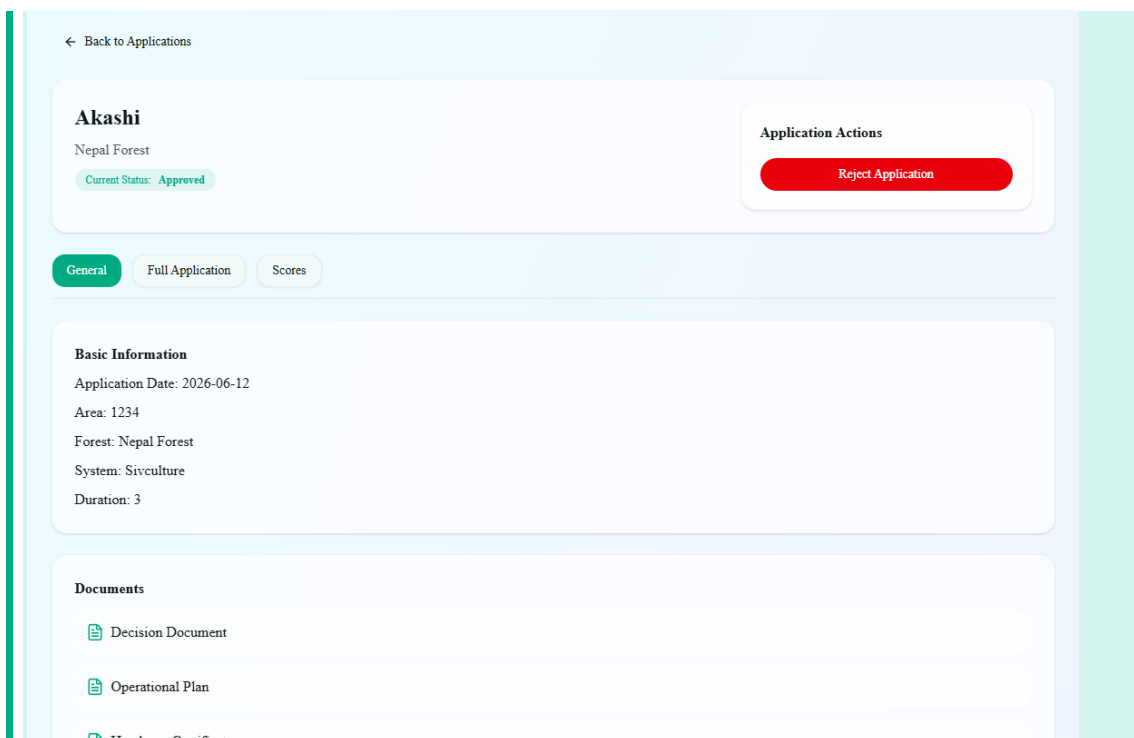 Back to Applications
Akashi
Nepal Forest
Current Status: Approved
Application Actions
Reject Application
General
Full Application
Scores
Basic Information
Application Date: 2026-06-12
Area: 1234
Forest: Nepal Forest
System: Sivculture
Duration: 3
Documents
Decision Document
Operational Plan